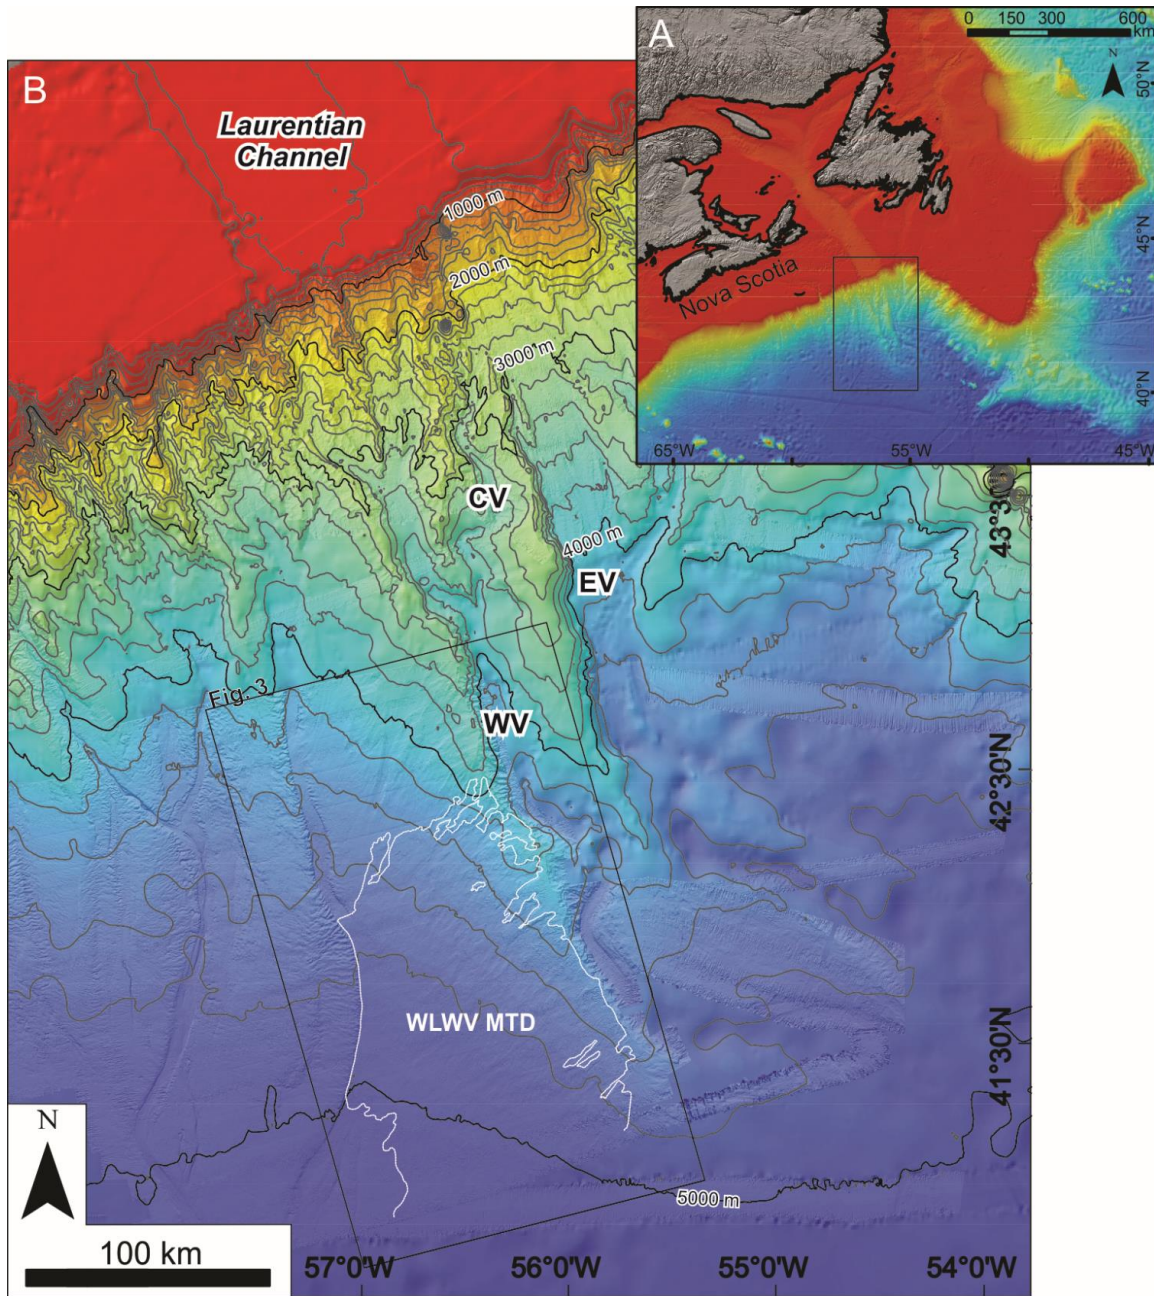 A
0 150 300 600
km
N
50°N
45°N
40°N
Nova Scotia
65°W
55°W
45°W
B
Laurentian
Channel
1000 m
2000 m
3000 m
CV
4000 m
EV
43°3
Fig. 3
WV
42°30'N
WLWV MTD
41°30'N
5000 m
N
100 km
57°0'W
56°0'W
55°0'W
54°0'W